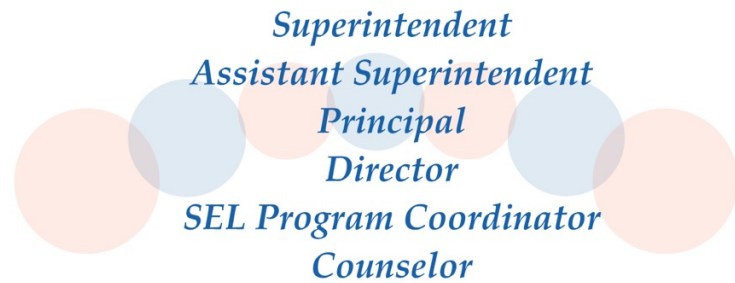 Superintendent
Assistant Superintendent
Principal
Director
SEL Program Coordinator
Counselor